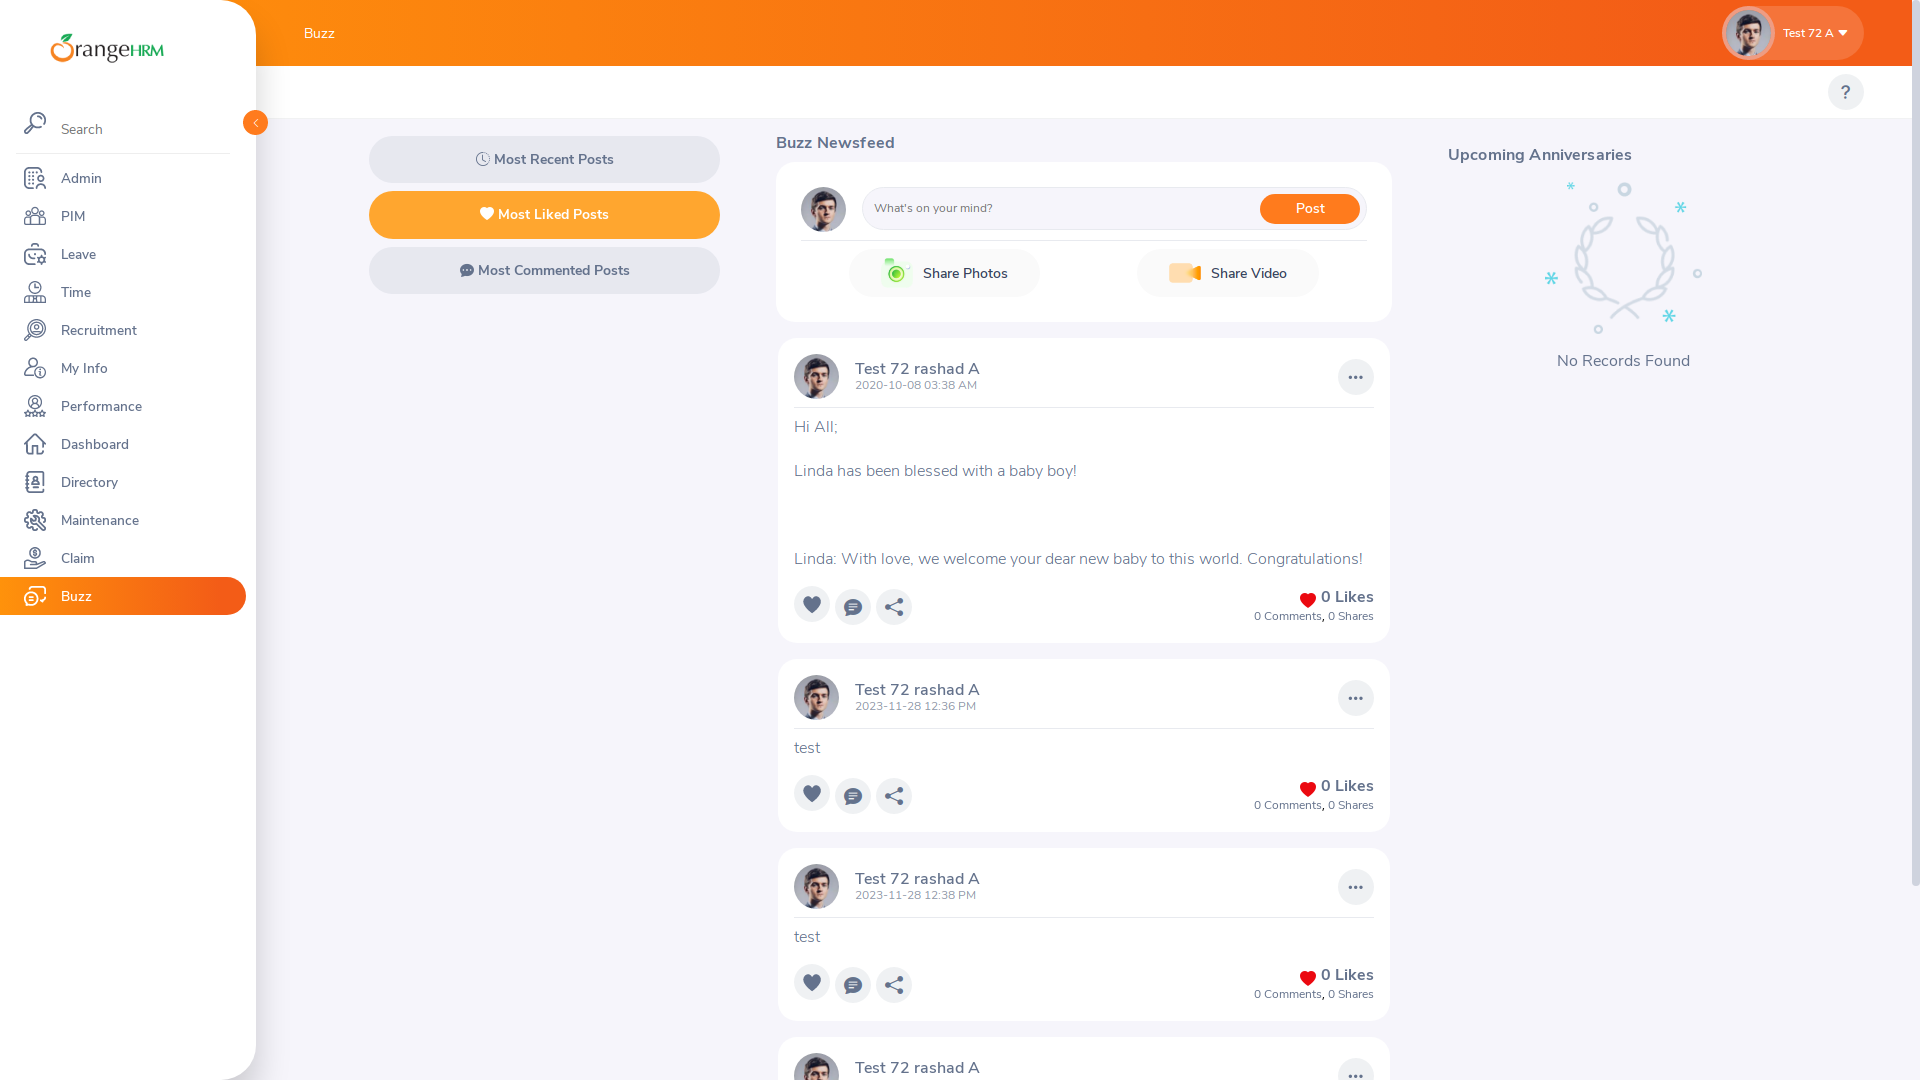 OrangeHRM
Search
Admin
PIM
Leave
Time
Recruitment
My Info
Performance
Dashboard
Directory
Maintenance
Claim
Buzz
Buzz
Test 72 A
?
Most Recent Posts
Most Liked Posts
Most Commented Posts
Buzz Newsfeed
What's on your mind?
Post
Share Photos
Share Video
Test 72 rashad A
2020-10-08 03:38 AM
Hi All;
Linda has been blessed with a baby boy!
Linda: With love, we welcome your dear new baby to this world. Congratulations!
0 Likes
0 Comments, 0 Shares
Test 72 rashad A
2023-11-28 12:36 PM
test
0 Likes
0 Comments, 0 Shares
Test 72 rashad A
2023-11-28 12:38 PM
test
0 Likes
0 Comments, 0 Shares
Test 72 rashad A
Upcoming Anniversaries
No Records Found